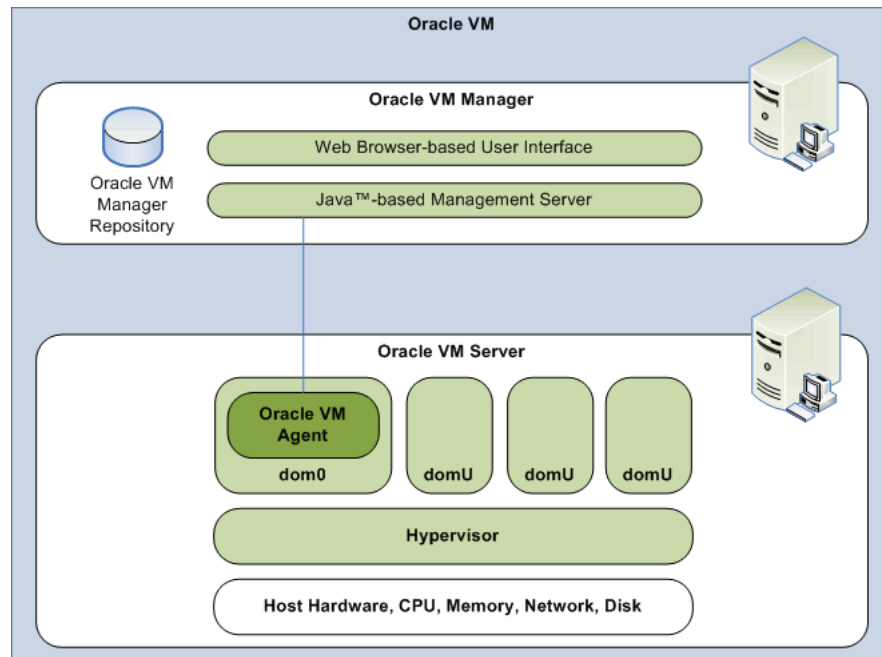 Oracle VM
Oracle VM Manager
Web Browser-based User Interface
Java™-based Management Server
Oracle VM
Manager
Repository
Oracle VM Server
Oracle VM
Agent
dom0
domU
domU
domU
Hypervisor
Host Hardware, CPU, Memory, Network, Disk